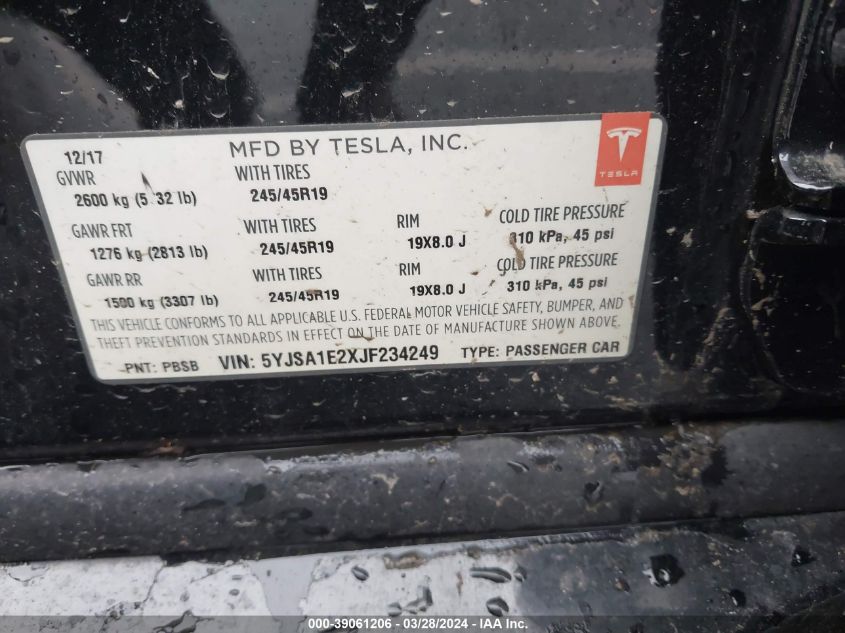 12/17 MFD BY TESLA, INC.
TESLA
GVWR WITH TIRES
2600 kg (5 32 lb) 245/45R19
GAWR FRT WITH TIRES RIM COLD TIRE PRESSURE
1276 kg (2813 lb) 245/45R19 19X8.0 J 310 kPa, 45 psi
GAWR RR WITH TIRES RIM COLD TIRE PRESSURE
1500 kg (3307 lb) 245/45R19 19X8.0 J 310 kPa, 45 psi
THIS VEHICLE CONFORMS TO ALL APPLICABLE U.S. FEDERAL MOTOR VEHICLE SAFETY, BUMPER, AND
THEFT PREVENTION STANDARDS IN EFFECT ON THE DATE OF MANUFACTURE SHOWN ABOVE.
PNT: PBSB VIN: 5YJSA1E2XJF234249 TYPE: PASSENGER CAR
000-39061206 - 03/28/2024 - IAA Inc.